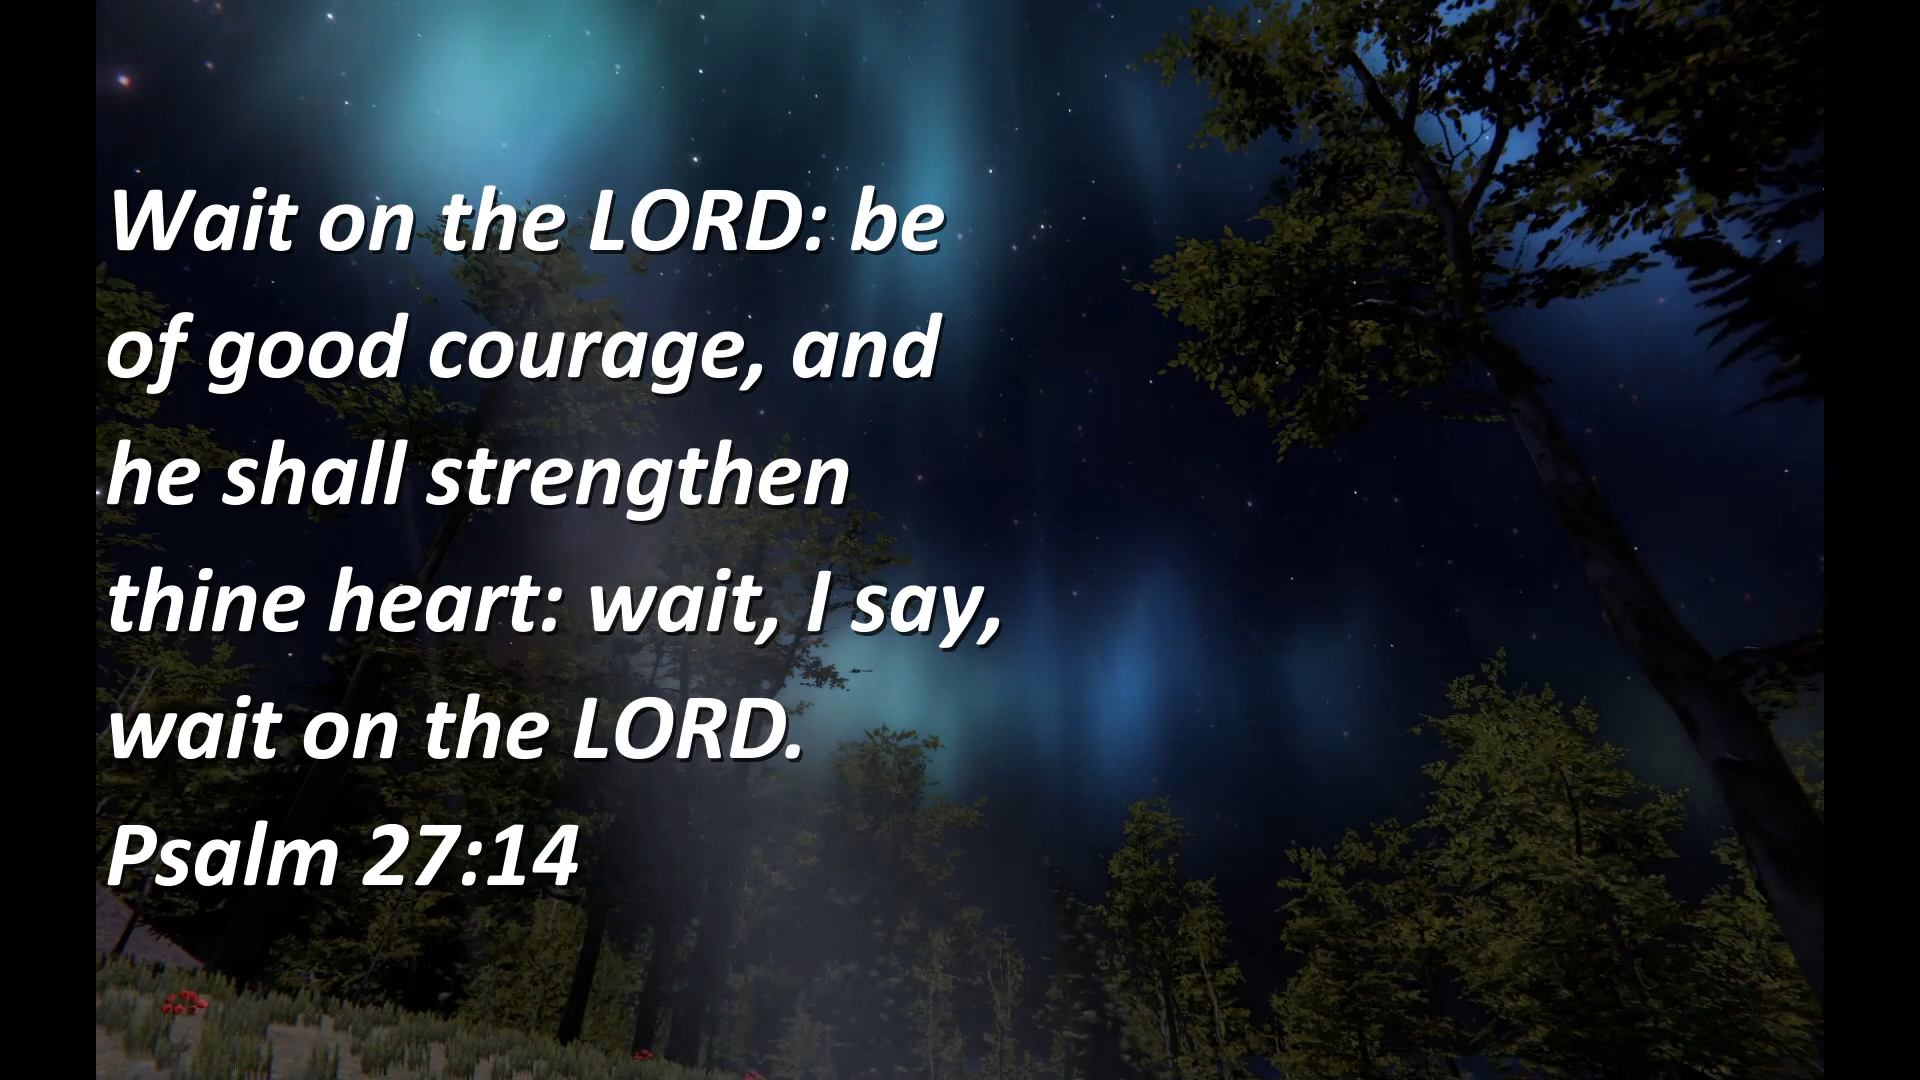 Wait on the LORD: be
of good courage, and
he shall strengthen
thine heart: wait, I say,
wait on the LORD.
Psalm 27:14